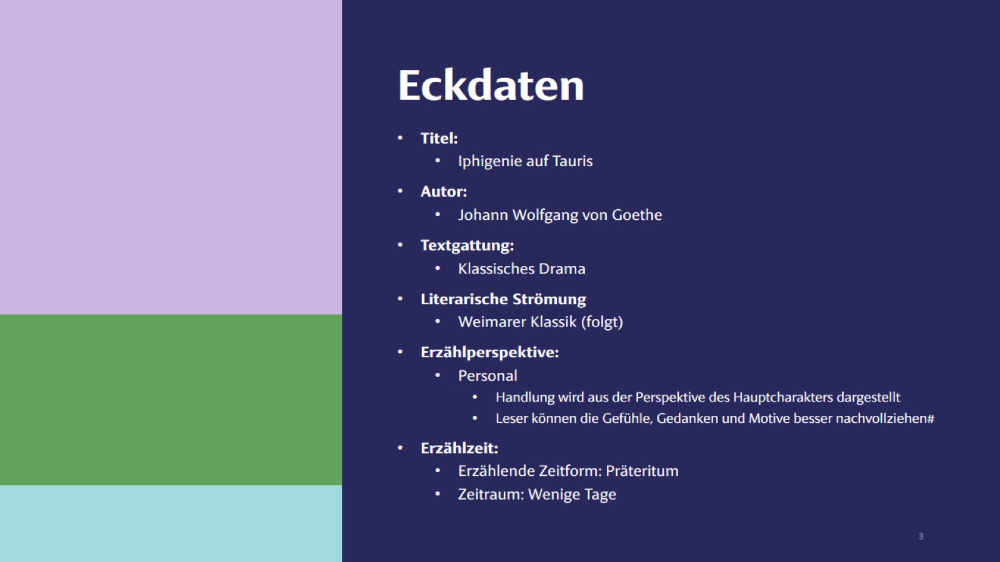 Eckdaten
• Titel:
• Iphigenie auf Tauris
• Autor:
• Johann Wolfgang von Goethe
• Textgattung:
• Klassisches Drama
• Literarische Strömung
• Weimarer Klassik (folgt)
• Erzählperspektive:
• Personal
• Handlung wird aus der Perspektive des Hauptcharakters dargestellt
• Leser können die Gefühle, Gedanken und Motive besser nachvollziehen#
• Erzählzeit:
• Erzählende Zeitform: Präteritum
• Zeitraum: Wenige Tage
3